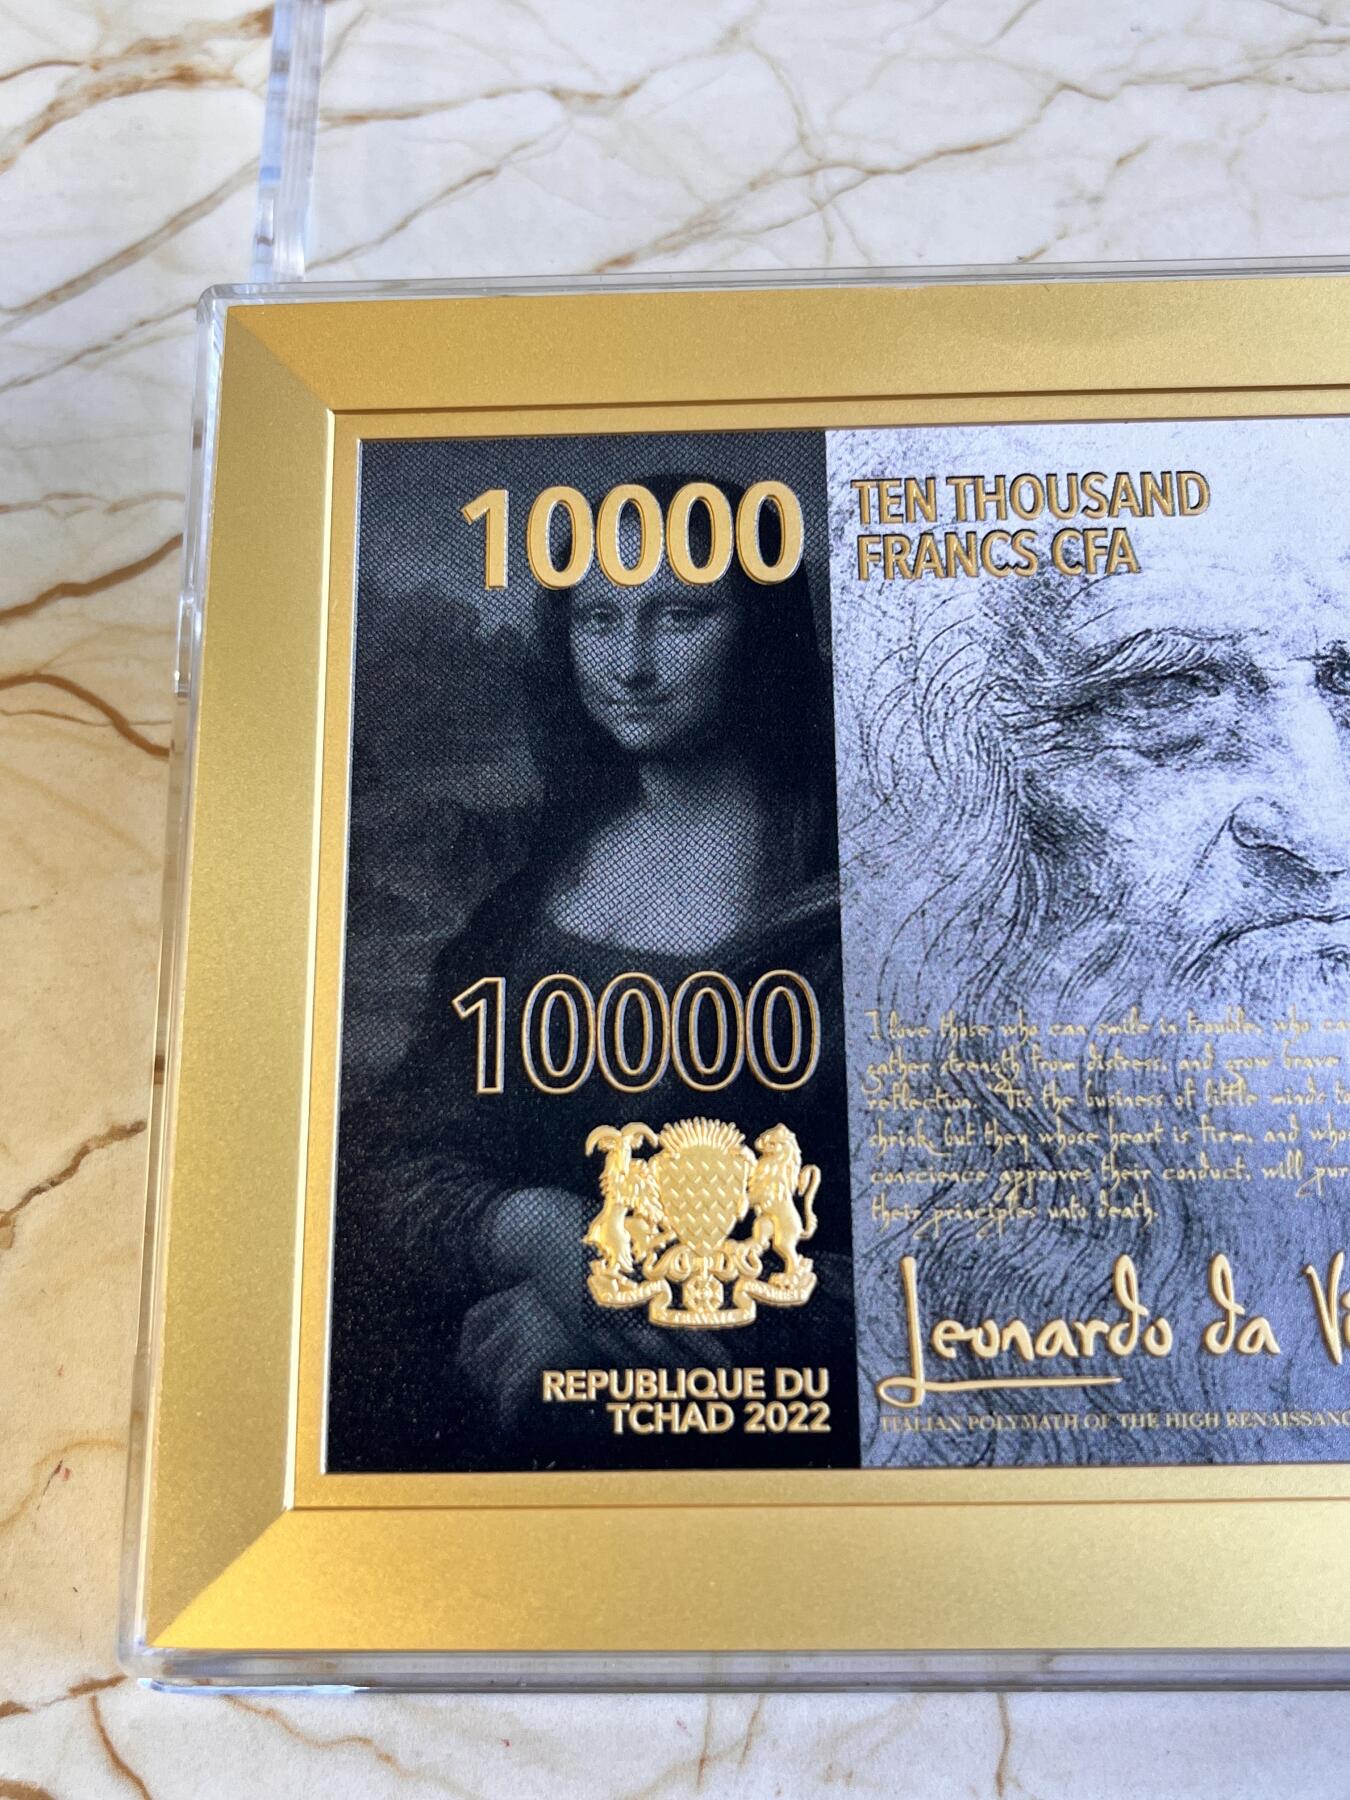 10000
TEN THOUSAND
FRANCS CFA
10000
I love those who can smile in trouble, who ca
gather strength from distress, and grow brave
reflection. 'Tis the business of little minds to
shrink, but they whose heart is firm, and who
conscience approves their conduct, will pur
their principles unto death.
TRAVAIL
Leonardo da Vi
REPUBLIQUE DU
TCHAD 2022
ITALIAN POLYMATH OF THE HIGH RENAISSANC